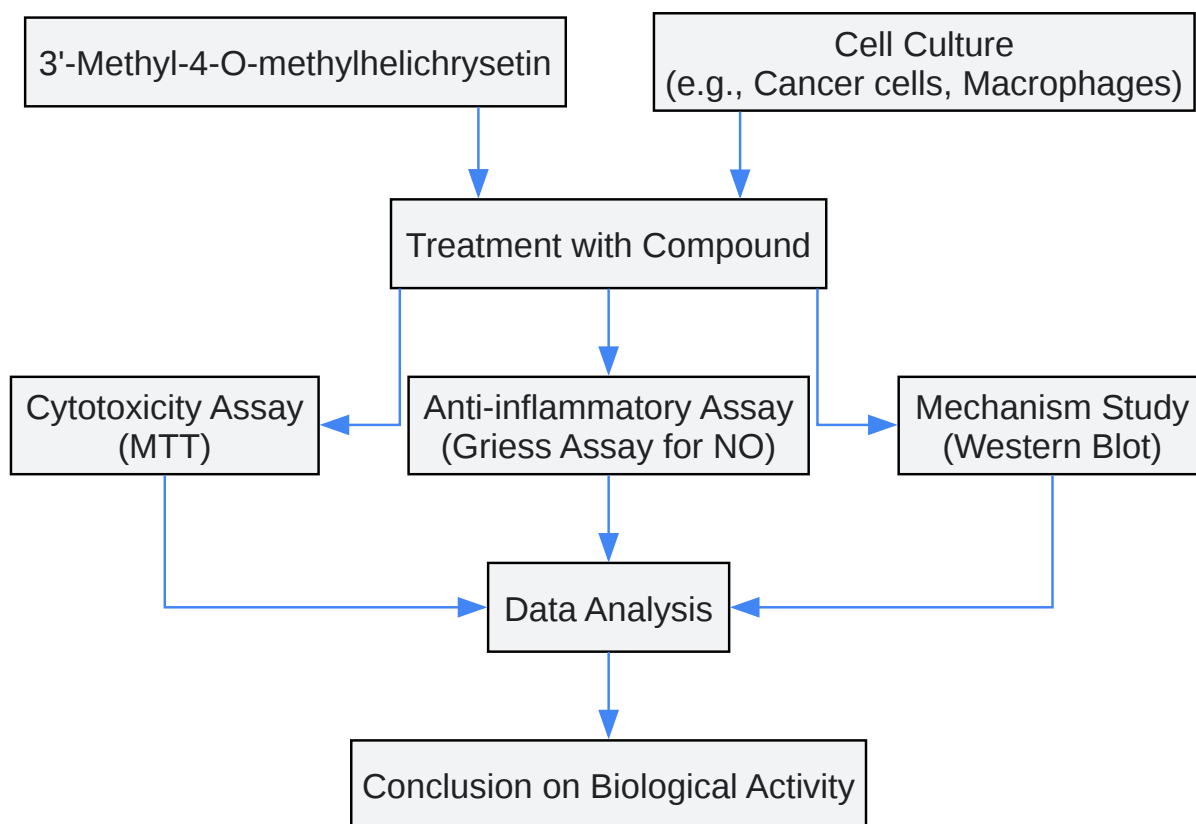 3'-Methyl-4-O-methylhelichrysetin
Cell Culture
(e.g., Cancer cells, Macrophages)
Treatment with Compound
Cytotoxicity Assay
(MTT)
Anti-inflammatory Assay
(Griess Assay for NO)
Mechanism Study
(Western Blot)
Data Analysis
Conclusion on Biological Activity